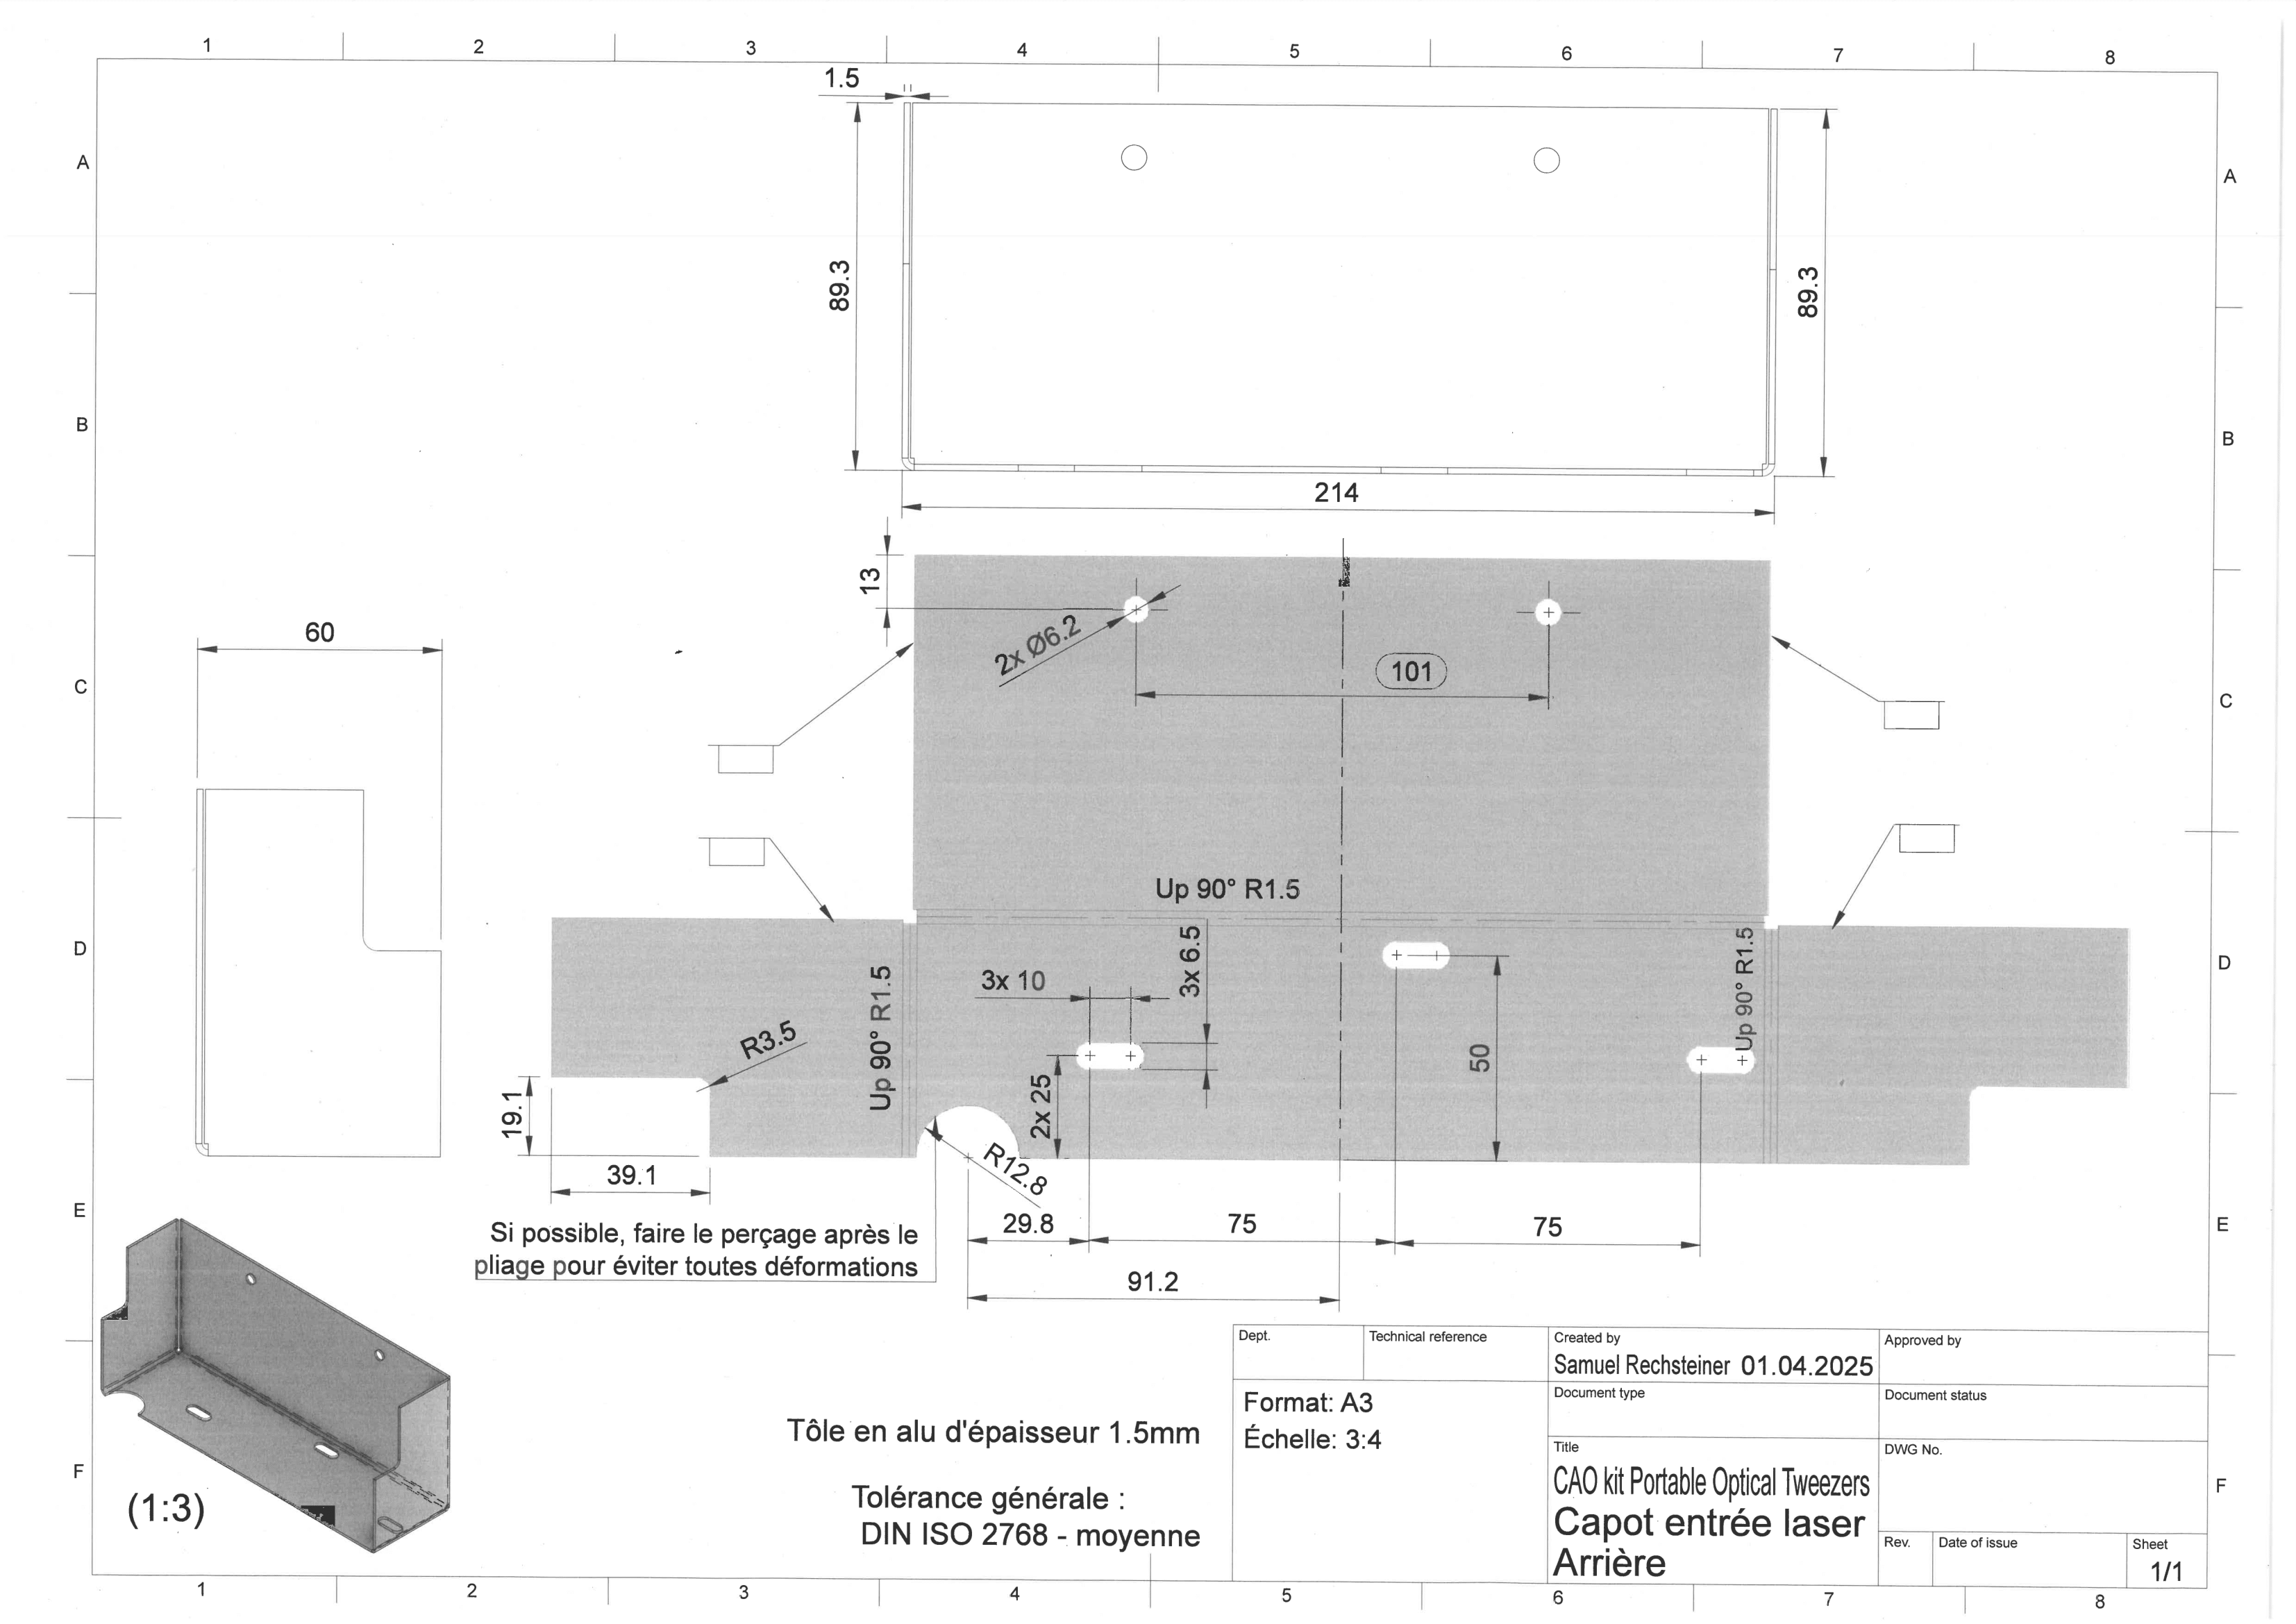 1 2 3 4 5 6 7 8
A
A
B
B
C
C
D
D
E
E
F
F
1.5
89.3
89.3
214
13
2x Ø6.2
101
60
Up 90° R1.5
Up 90° R1.5
Up 90° R1.5
3x 10
3x 6.5
R3.5
19.1
39.1
2x 25
50
R12.8
29.8
75
75
91.2
Si possible, faire le perçage après le
pliage pour éviter toutes déformations
(1:3)
Tôle en alu d'épaisseur 1.5mm
Tolérance générale :
DIN ISO 2768 - moyenne
Dept.
Technical reference
Created by
Samuel Rechsteiner 01.04.2025
Approved by
Format: A3
Échelle: 3:4
Document type
Document status
Title
CAO kit Portable Optical Tweezers
Capot entrée laser
Arrière
DWG No.
Rev.
Date of issue
Sheet
1/1
1 2 3 4 5 6 7 8